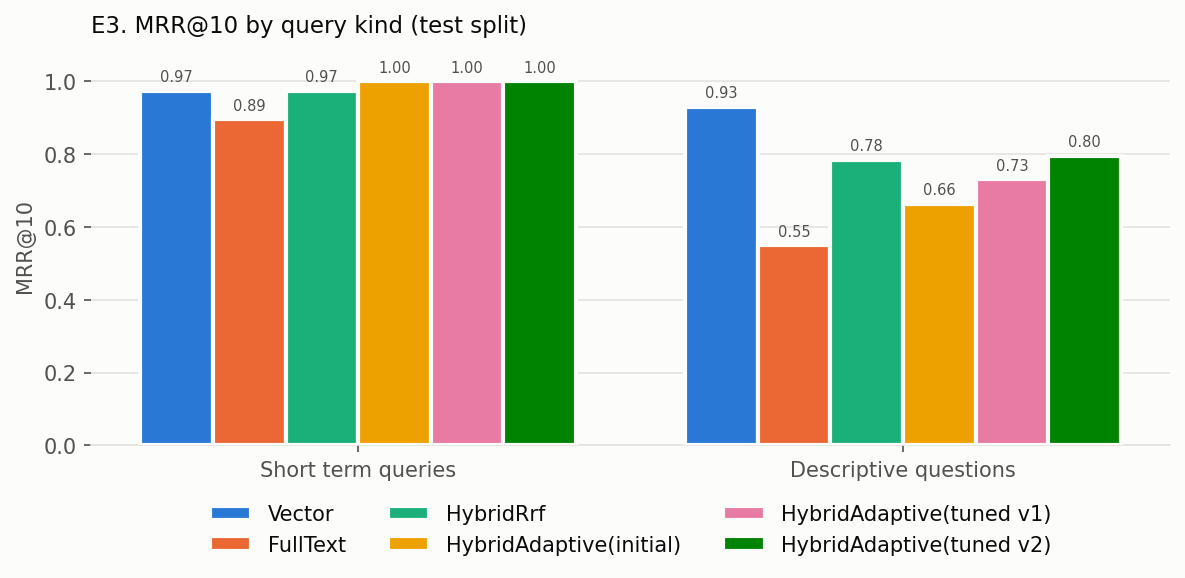 E3. MRR@10 by query kind (test split)
MRR@10
1.0
0.8
0.6
0.4
0.2
0.0
0.97
0.89
0.97
1.00
1.00
1.00
0.93
0.55
0.78
0.66
0.73
0.80
Short term queries
Descriptive questions
Vector
FullText
HybridRrf
HybridAdaptive(initial)
HybridAdaptive(tuned v1)
HybridAdaptive(tuned v2)